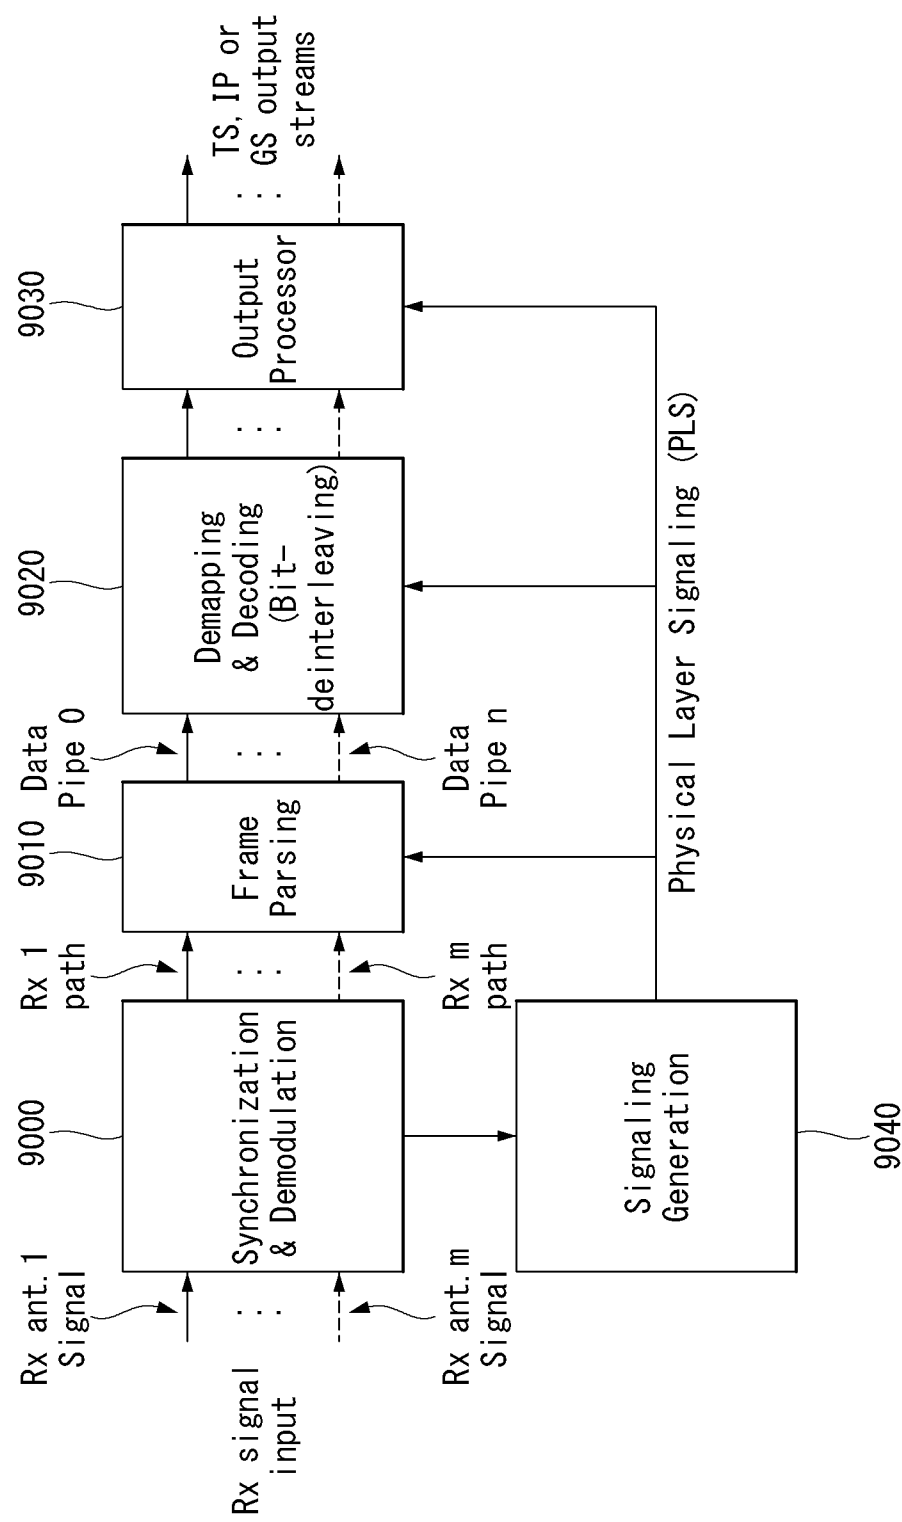 Rx signal
input
Rx ant.1
Signal
Rx ant.m
Signal
9000
Synchronization
& Demodulation
Rx 1
path
Rx m
path
9010
Frame
Parsing
Data
Pipe 0
Data
Pipe n
9020
Demapping
& Decoding
(Bit-
deinterleaving)
9030
Output
Processor
TS, IP or
GS output
streams
Signaling
Generation
9040
Physical Layer Signaling (PLS)